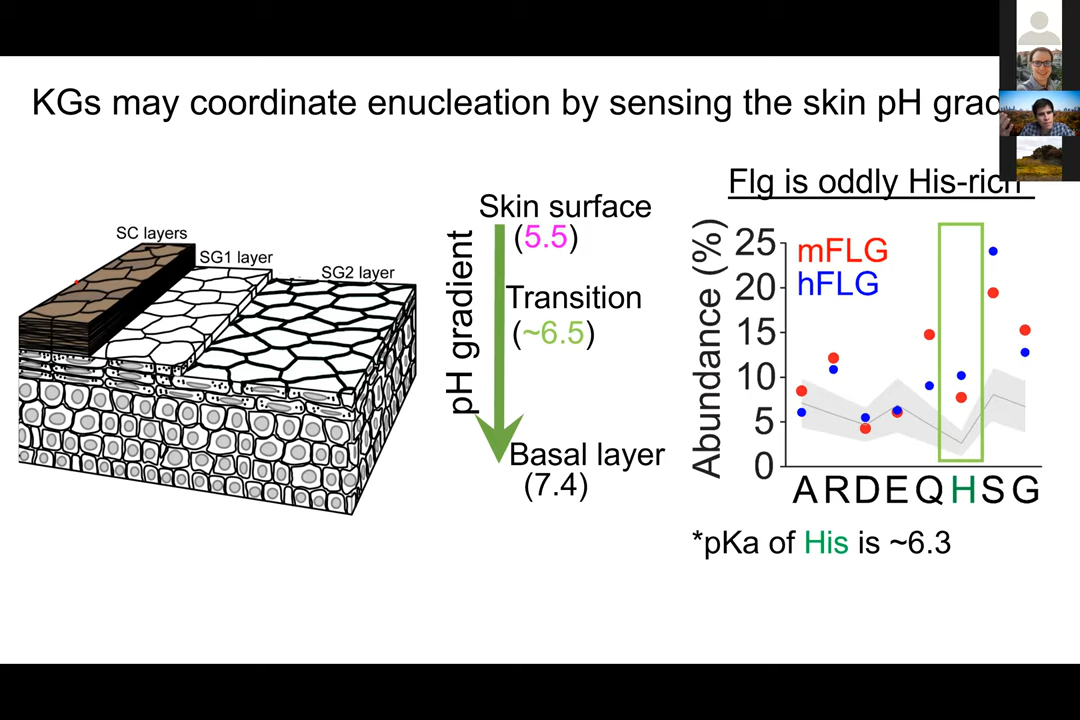 KGs may coordinate enucleation by sensing the skin pH grad
SC layers
SG1 layer
SG2 layer
pH gradient
Skin surface
(5.5)
Transition
(~6.5)
Basal layer
(7.4)
Flg is oddly His-rich
Abundance (%)
25
20
15
10
5
0
mFLG
hFLG
A R D E Q H S G
*pKa of His is ~6.3